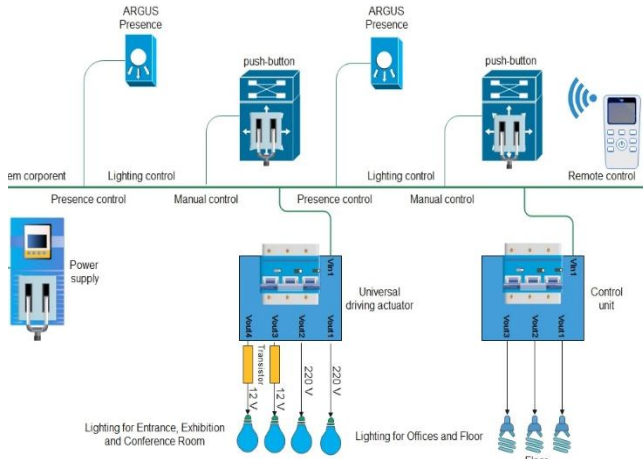 ARGUS
Presence
push-button
ARGUS
Presence
push-button
em corporent
Lighting control
Lighting control
Remote control
Presence control
Manual control
Presence control
Manual control
Power
supply
Vin1
Universal
driving actuator
Vout4
Vout3
Vout2
Vout1
Vin1
Control
unit
Vout3
Vout2
Vout1
Transistor
12 V
12 V
220 V
220 V
Lighting for Entrance, Exhibition
and Conference Room
Lighting for Offices and Floor